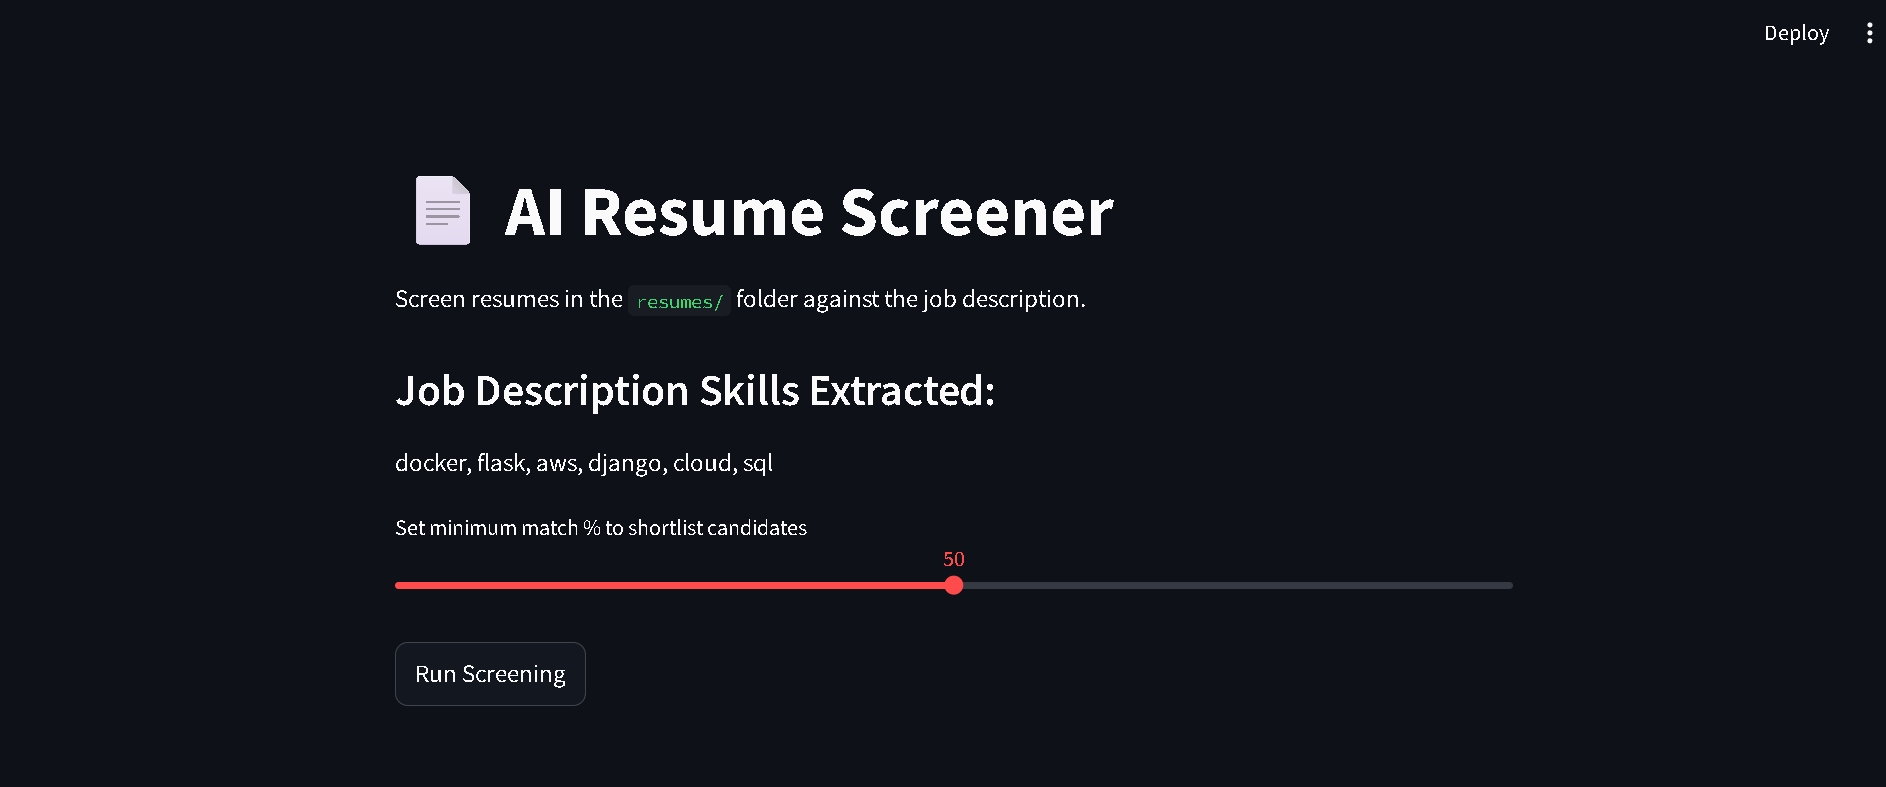 Deploy
AI Resume Screener
Screen resumes in the resumes/ folder against the job description.
Job Description Skills Extracted:
docker, flask, aws, django, cloud, sql
Set minimum match % to shortlist candidates
50
Run Screening